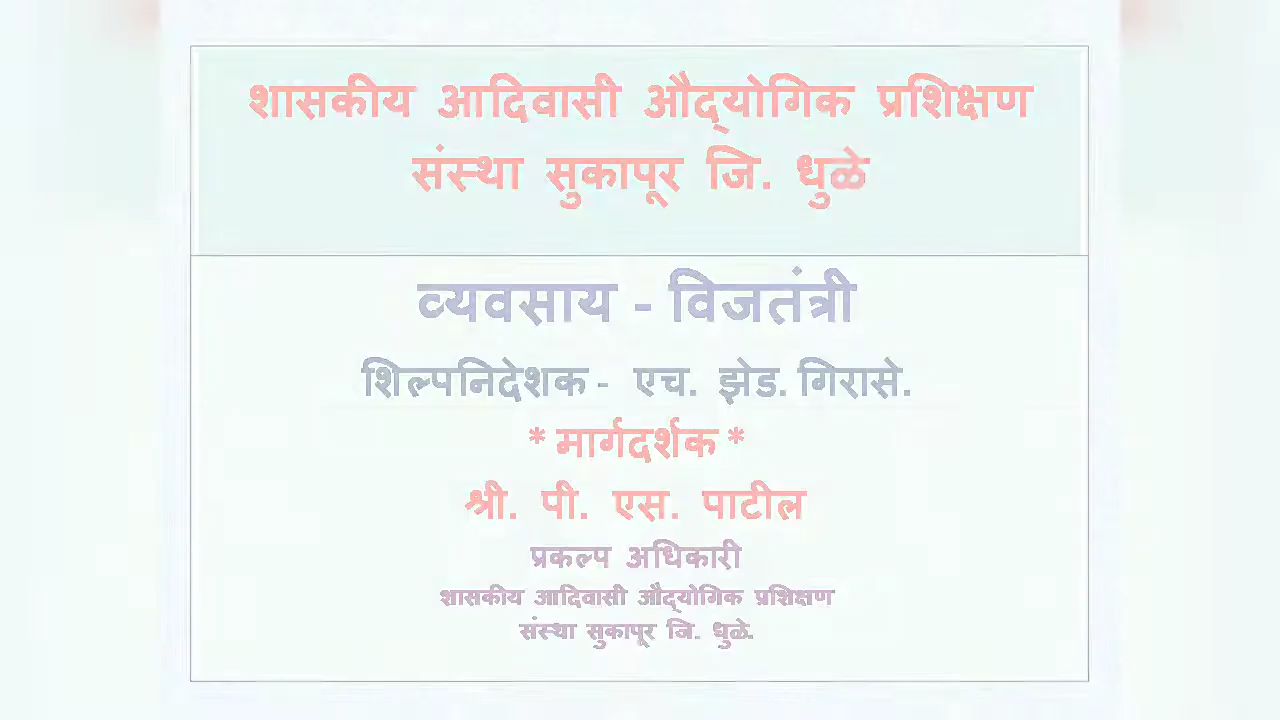 शासकीय आदिवासी औद्योगिक प्रशिक्षण
संस्था सुकापूर जि. धुळे
व्यवसाय - विजतंत्री
शिल्पनिदेशक - एच. झेड. गिरासे.
* मार्गदर्शक *
श्री. पी. एस. पाटील
प्रकल्प अधिकारी
शासकीय आदिवासी औद्योगिक प्रशिक्षण
संस्था सुकापूर जि. धुळे.